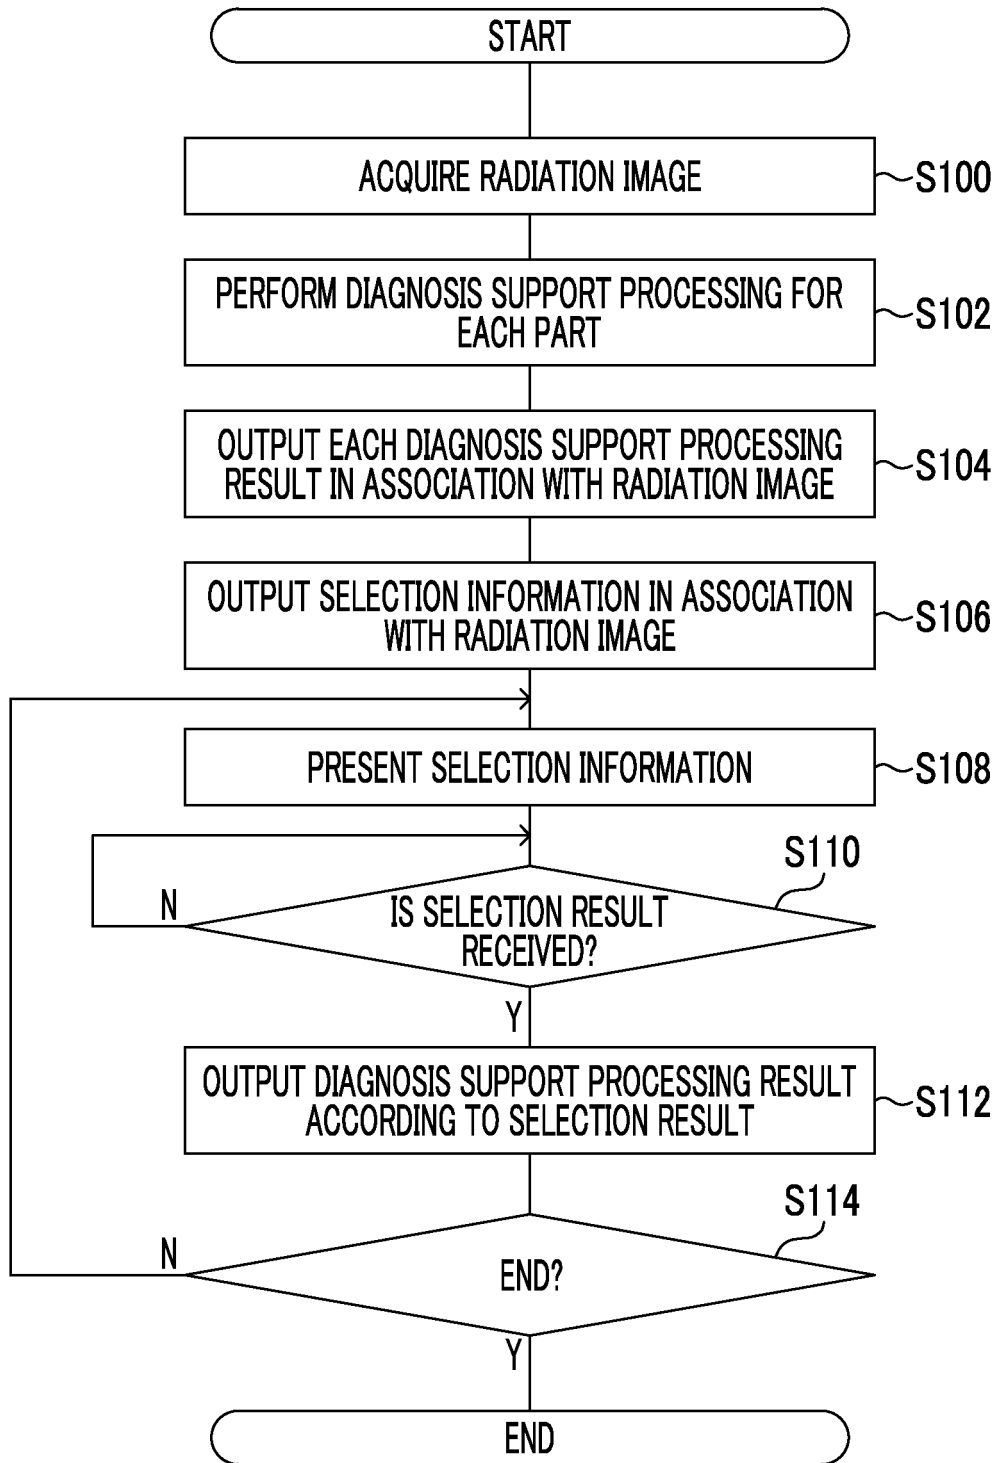 START
ACQUIRE RADIATION IMAGE
S100
PERFORM DIAGNOSIS SUPPORT PROCESSING FOR
EACH PART
S102
OUTPUT EACH DIAGNOSIS SUPPORT PROCESSING
RESULT IN ASSOCIATION WITH RADIATION IMAGE
S104
OUTPUT SELECTION INFORMATION IN ASSOCIATION
WITH RADIATION IMAGE
S106
PRESENT SELECTION INFORMATION
S108
S110
N
IS SELECTION RESULT
RECEIVED?
Y
OUTPUT DIAGNOSIS SUPPORT PROCESSING RESULT
ACCORDING TO SELECTION RESULT
S112
S114
N
END?
Y
END